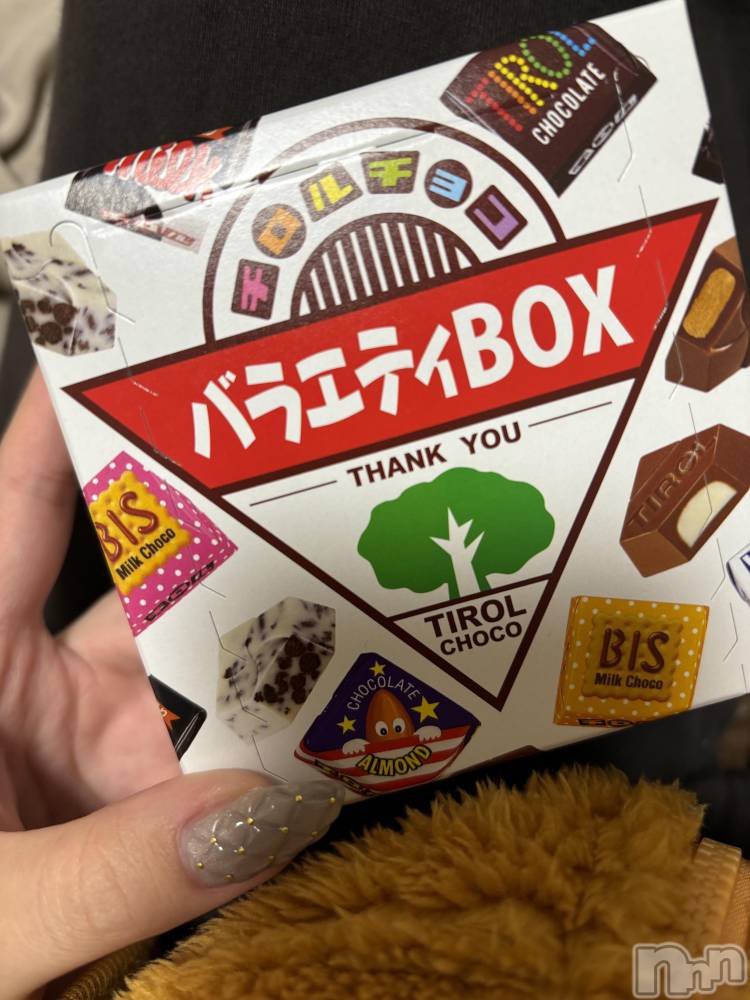 TIROL
CHOCOLATE
チロルチョコ
バラエティBOX
THANK YOU
TIROL
CHOCO
BIS
Milk Choco
TIROL
BIS
Milk Choco
CHOCOLATE
ALMOND
nnn